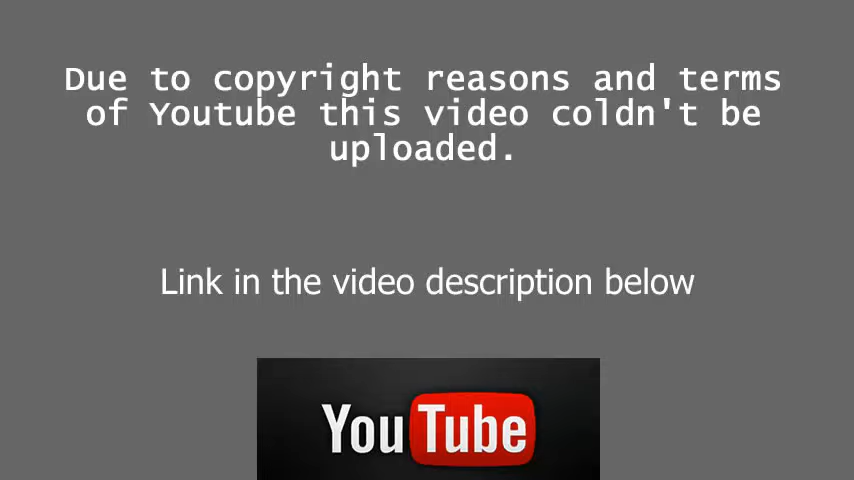 Due to copyright reasons and terms
of Youtube this video coldn't be
uploaded.
Link in the video description below
YouTube